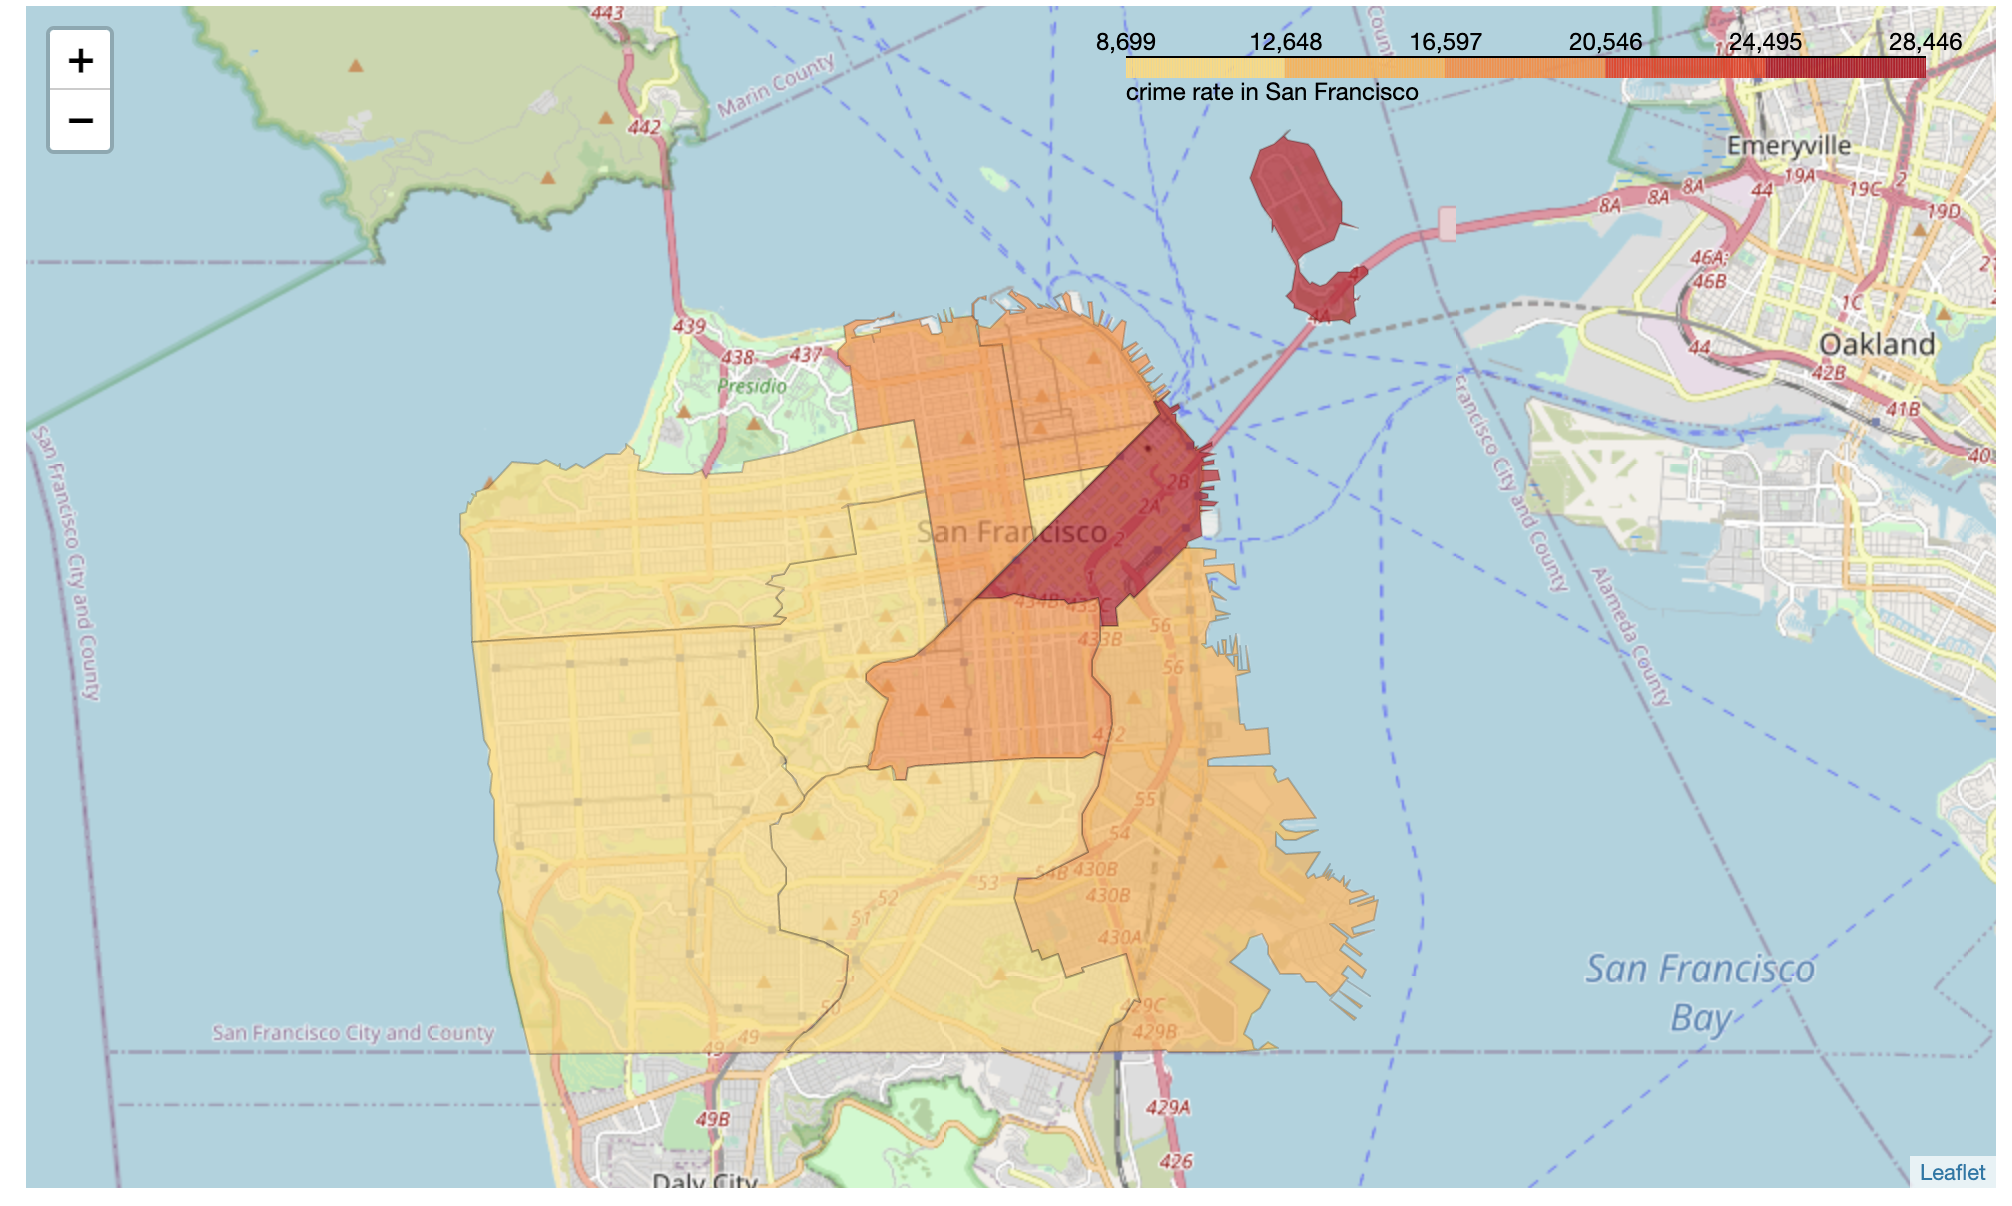 +
−
8,699 12,648 16,597 20,546 24,495 28,446
crime rate in San Francisco
443
442
Marin County
Emeryville
19A
19C
2
19D
44
8A
8A
8A
46A;
46B
1C
Oakland
44
42B
41B
40
439
438
437
Presidio
4A
San Francisco
2B
2A
2
1
434B
433C
433B
56
56
432
55
54
54B
430B
53
52
430B
51
430A
50
429C
429B
49
49
San Francisco City and County
San Francisco City and County
Francisco City and County
Alameda County
San Francisco
Bay
49B
429A
426
Daly City
Leaflet